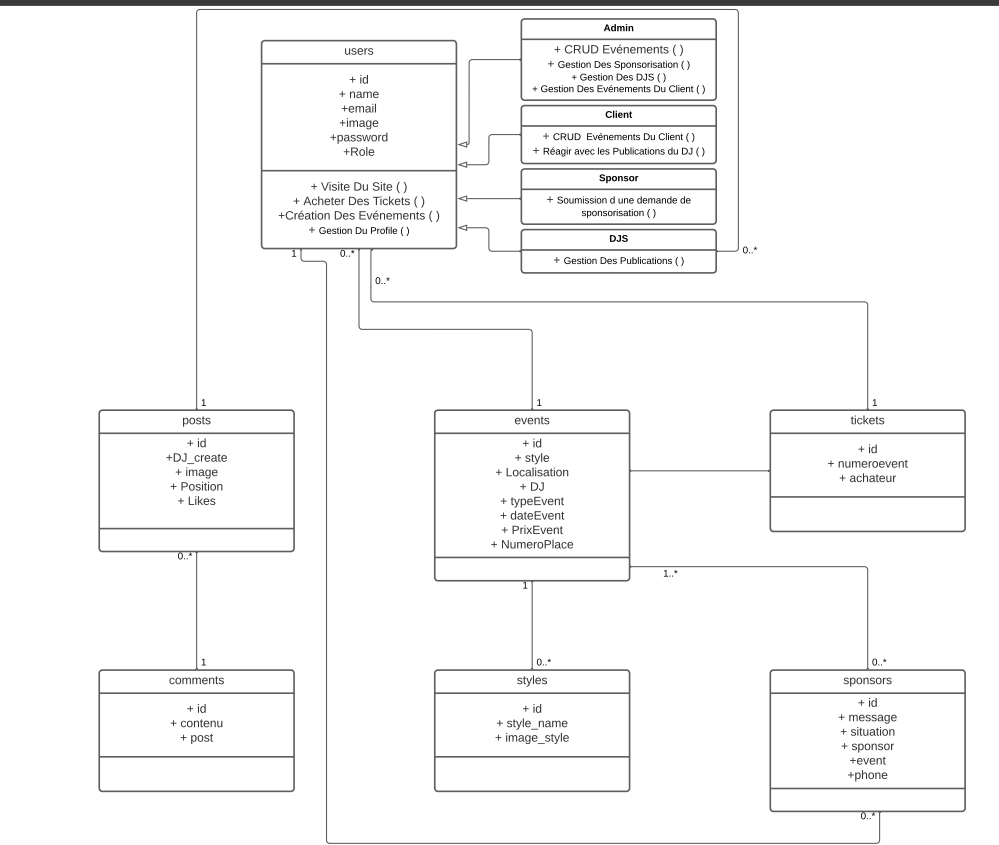 users
+ id
+ name
+email
+image
+password
+Role
+ Visite Du Site ( )
+ Acheter Des Tickets ( )
+Création Des Evénements ( )
+ Gestion Du Profile ( )
Admin
+ CRUD Evénements ( )
+ Gestion Des Sponsorisation ( )
+ Gestion Des DJS ( )
+ Gestion Des Evénements Du Client ( )
Client
+ CRUD Evénements Du Client ( )
+ Réagir avec les Publications du DJ ( )
Sponsor
+ Soumission d une demande de
sponsorisation ( )
DJS
+ Gestion Des Publications ( )
0..*
1
0..*
0..*
1
1
1
posts
+ id
+DJ_create
+ image
+ Position
+ Likes
0..*
events
+ id
+ style
+ Localisation
+ DJ
+ typeEvent
+ dateEvent
+ PrixEvent
+ NumeroPlace
1
1..*
tickets
+ id
+ numeroevent
+ achateur
1
0..*
0..*
comments
+ id
+ contenu
+ post
styles
+ id
+ style_name
+ image_style
sponsors
+ id
+ message
+ situation
+ sponsor
+event
+phone
0..*